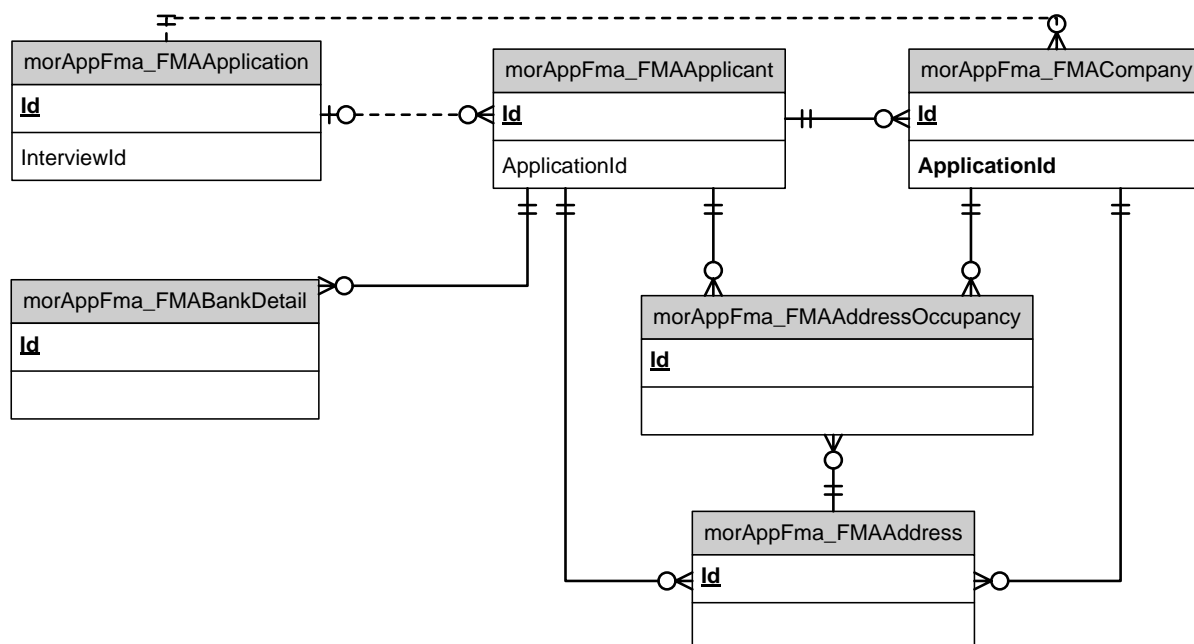 morAppFma_FMAApplication
Id
InterviewId
morAppFma_FMAApplicant
Id
ApplicationId
morAppFma_FMACompany
Id
ApplicationId
morAppFma_FMABankDetail
Id
morAppFma_FMAAddressOccupancy
Id
morAppFma_FMAAddress
Id